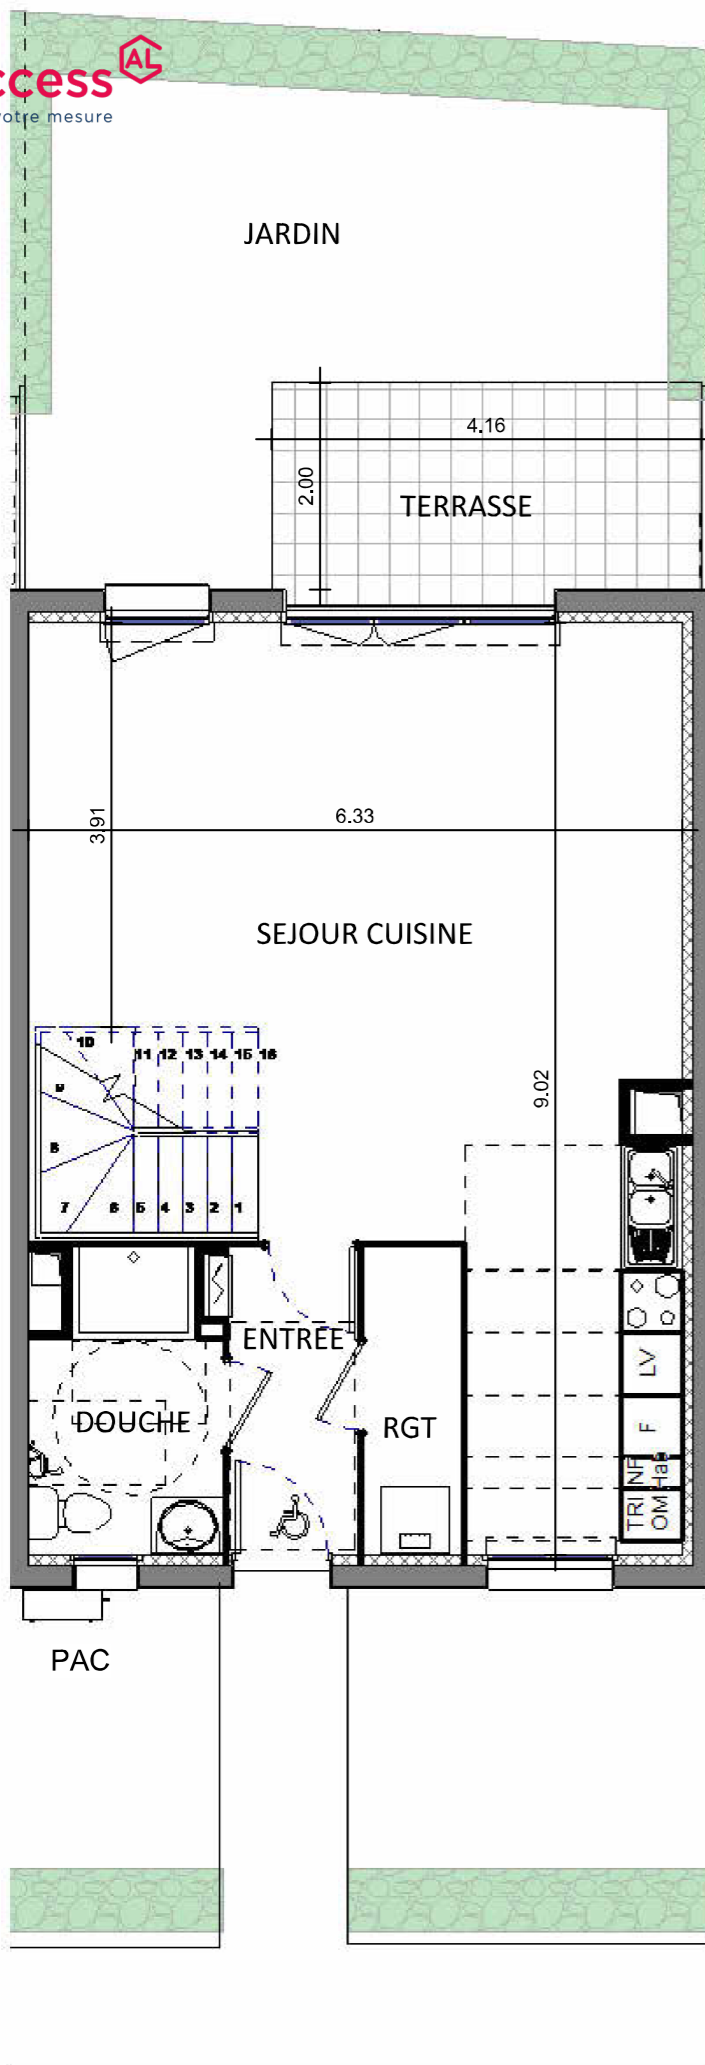 AL
ccess
votre mesure
JARDIN
4.16
2.00
TERRASSE
3.91
6.33
SEJOUR CUISINE
10
11 12 13 14 15 16
9
9.02
8
7 6 5 4 3 2 1
ENTREE
LV
DOUCHE
RGT
F
TRI NF Hab
OM
PAC